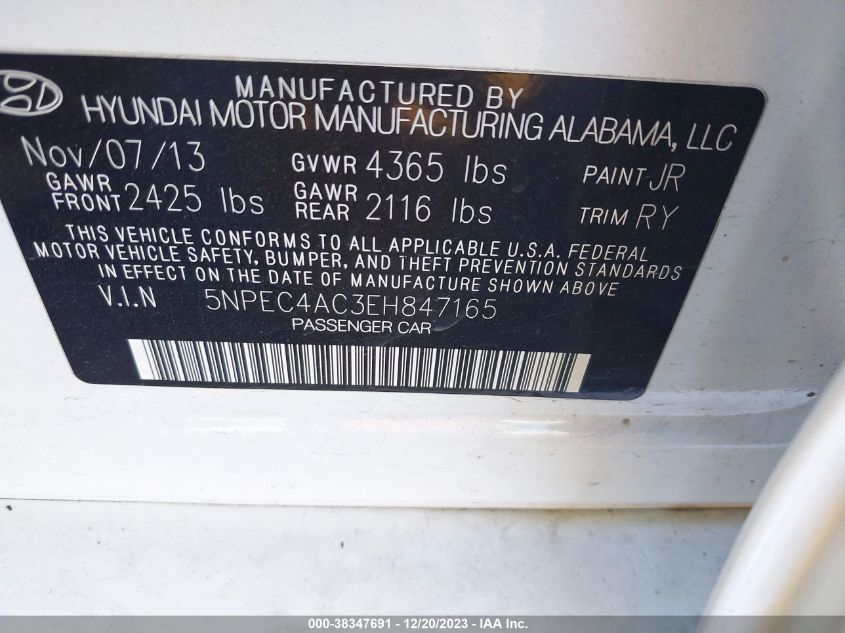 MANUFACTURED BY
HYUNDAI MOTOR MANUFACTURING ALABAMA, LLC
Nov/07/13 GVWR 4365 lbs PAINT JR
GAWR FRONT 2425 lbs GAWR REAR 2116 lbs TRIM RY
THIS VEHICLE CONFORMS TO ALL APPLICABLE U.S.A. FEDERAL
MOTOR VEHICLE SAFETY, BUMPER, AND THEFT PREVENTION STANDARDS
IN EFFECT ON THE DATE OF MANUFACTURE SHOWN ABOVE
V.I.N 5NPEC4AC3EH847165
PASSENGER CAR
000-38347691 - 12/20/2023 - IAA Inc.